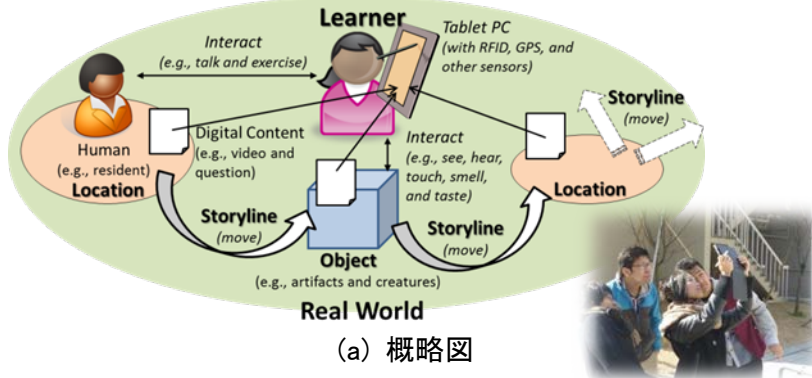 Learner
Tablet PC
(with RFID, GPS, and
other sensors)
Interact
(e.g., talk and exercise)
Human
(e.g., resident)
Location
Digital Content
(e.g., video and
question)
Interact
(e.g., see, hear,
touch, smell,
and taste)
Storyline
(move)
Location
Storyline
(move)
Storyline
(move)
Object
(e.g., artifacts and creatures)
Real World
(a) 概略図